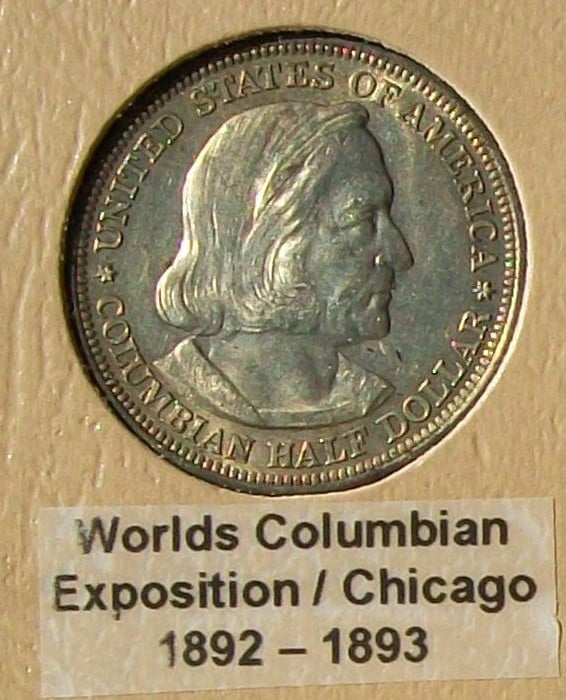 * UNITED STATES OF AMERICA *
COLUMBIAN HALF DOLLAR
Worlds Columbian
Exposition / Chicago
1892 – 1893